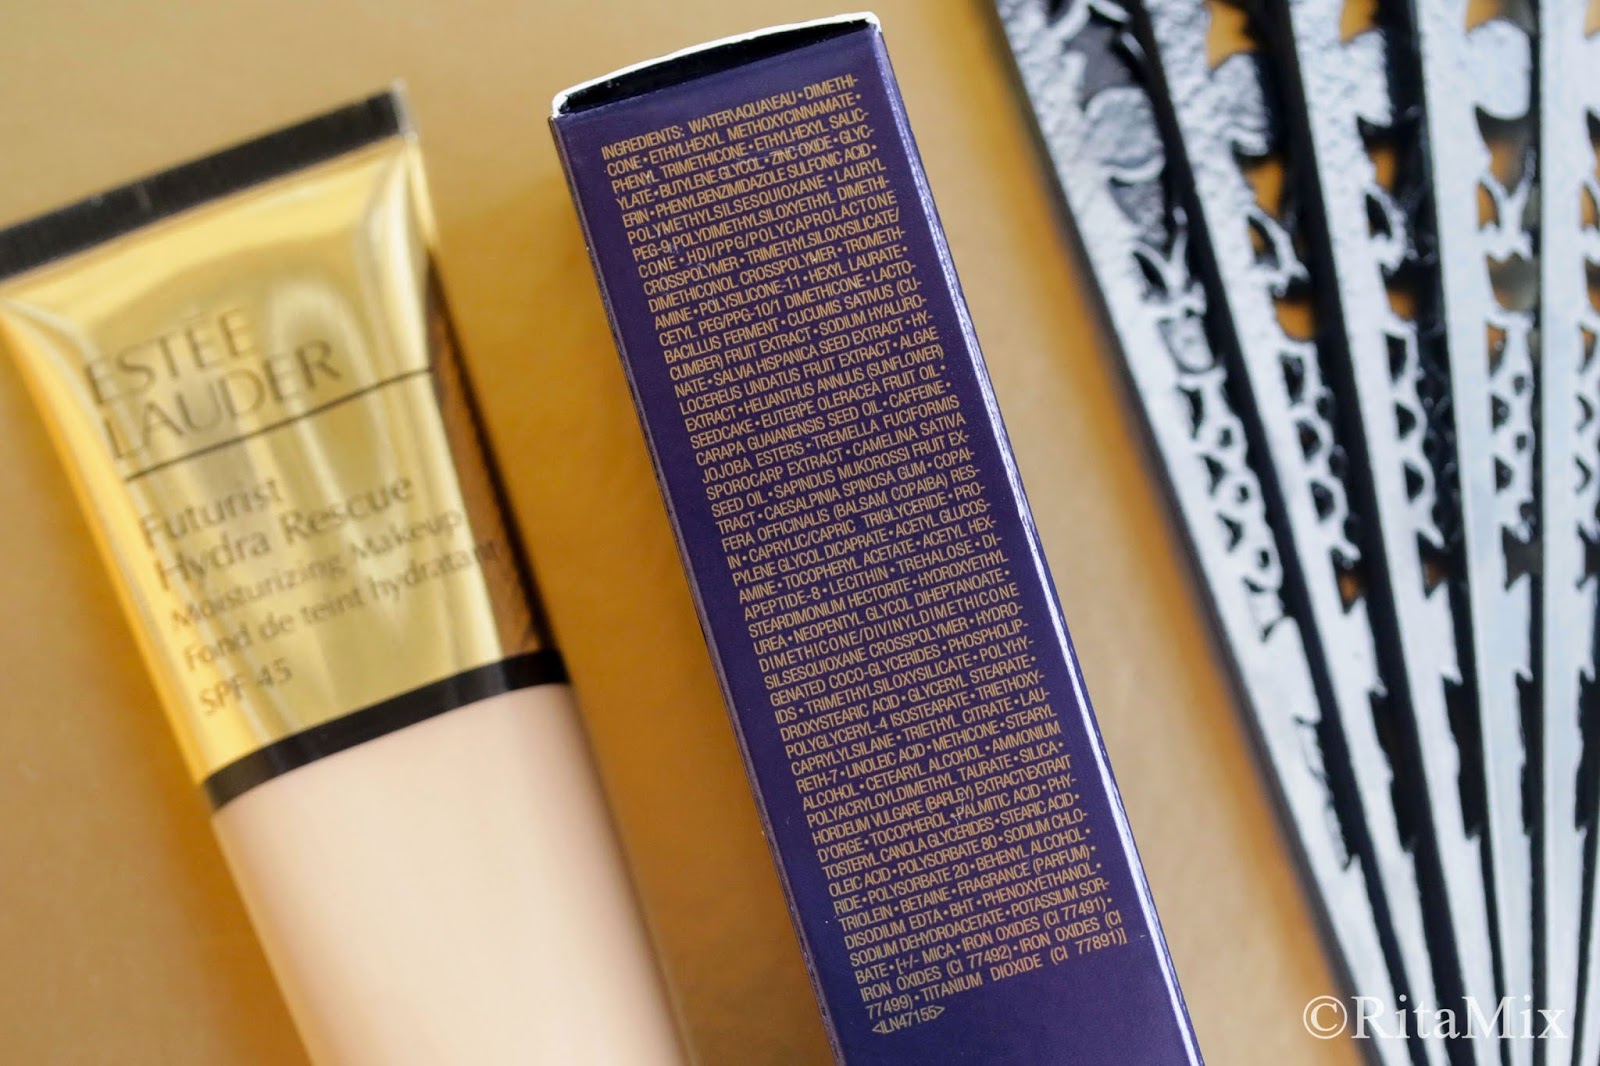 ESTĒE
LAUDER
Futurist
Hydra Rescue
Moisturizing Makeup
Fond de teint hydratant
SPF 45
INGREDIENTS: WATER\AQUA\EAU • DIMETHI-
CONE • ETHYLHEXYL METHOXYCINNAMATE •
PHENYL TRIMETHICONE • ETHYLHEXYL SALIC-
YLATE • BUTYLENE GLYCOL • ZINC OXIDE • GLYC-
ERIN • PHENYLBENZIMIDAZOLE SULFONIC ACID •
POLYMETHYLSILSESQUIOXANE • LAURYL
PEG-9 POLYDIMETHYLSILOXYETHYL DIMETHI-
CONE • HDI/PPG/POLYCAPROLACTONE
CROSSPOLYMER • TRIMETHYLSILOXYSILICATE/
DIMETHICONOL CROSSPOLYMER • TROMETH-
AMINE • POLYSILICONE-11 • HEXYL LAURATE •
CETYL PEG/PPG-10/1 DIMETHICONE • LACTO-
BACILLUS FERMENT • CUCUMIS SATIVUS (CU-
CUMBER) FRUIT EXTRACT • SODIUM HYALURO-
NATE • SALVIA HISPANICA SEED EXTRACT • HY-
LOCEREUS UNDATUS FRUIT EXTRACT • ALGAE
EXTRACT • HELIANTHUS ANNUUS (SUNFLOWER)
SEEDCAKE • EUTERPE OLERACEA FRUIT OIL •
CARAPA GUAIANENSIS SEED OIL • CAFFEINE •
JOJOBA ESTERS • TREMELLA FUCIFORMIS
SPOROCARP EXTRACT • CAMELINA SATIVA
SEED OIL • SAPINDUS MUKOROSSI FRUIT EX-
TRACT • CAESALPINIA SPINOSA GUM • COPAI-
FERA OFFICINALIS (BALSAM COPAIBA) RES-
IN • CAPRYLIC/CAPRIC TRIGLYCERIDE • PRO-
PYLENE GLYCOL DICAPRATE • ACETYL GLUCOS-
AMINE • TOCOPHERYL ACETATE • ACETYL HEX-
APEPTIDE-8 • LECITHIN • TREHALOSE • DI-
STEARDIMONIUM HECTORITE • HYDROXYETHYL
UREA • NEOPENTYL GLYCOL DIHEPTANOATE •
DIMETHICONE/DIVINYLDIMETHICONE
SILSESQUIOXANE CROSSPOLYMER • HYDRO-
GENATED COCO-GLYCERIDES • PHOSPHOLIP-
IDS • TRIMETHYLSILOXYSILICATE • POLYHY-
DROXYSTEARIC ACID • GLYCERYL STEARATE •
POLYGLYCERYL-4 ISOSTEARATE • TRIETHOXY-
CAPRYLYLSILANE • TRIETHYL CITRATE • LAU-
RETH-7 • LINOLEIC ACID • METHICONE • STEARYL
ALCOHOL • CETEARYL ALCOHOL • AMMONIUM
POLYACRYLOYLDIMETHYL TAURATE • SILICA •
HORDEUM VULGARE (BARLEY) EXTRACT\EXTRAIT
D'ORGE • TOCOPHEROL • PALMITIC ACID • PHY-
TOSTERYL CANOLA GLYCERIDES • STEARIC ACID •
OLEIC ACID • POLYSORBATE 80 • SODIUM CHLO-
RIDE • POLYSORBATE 20 • BEHENYL ALCOHOL •
TRIOLEIN • BETAINE • FRAGRANCE (PARFUM) •
DISODIUM EDTA • BHT • PHENOXYETHANOL •
SODIUM DEHYDROACETATE • POTASSIUM SOR-
BATE • [+/- MICA • IRON OXIDES (CI 77491) •
IRON OXIDES (CI 77492) • IRON OXIDES (CI
77499) • TITANIUM DIOXIDE (CI 77891)]
<ILN47155>
©RitaMix